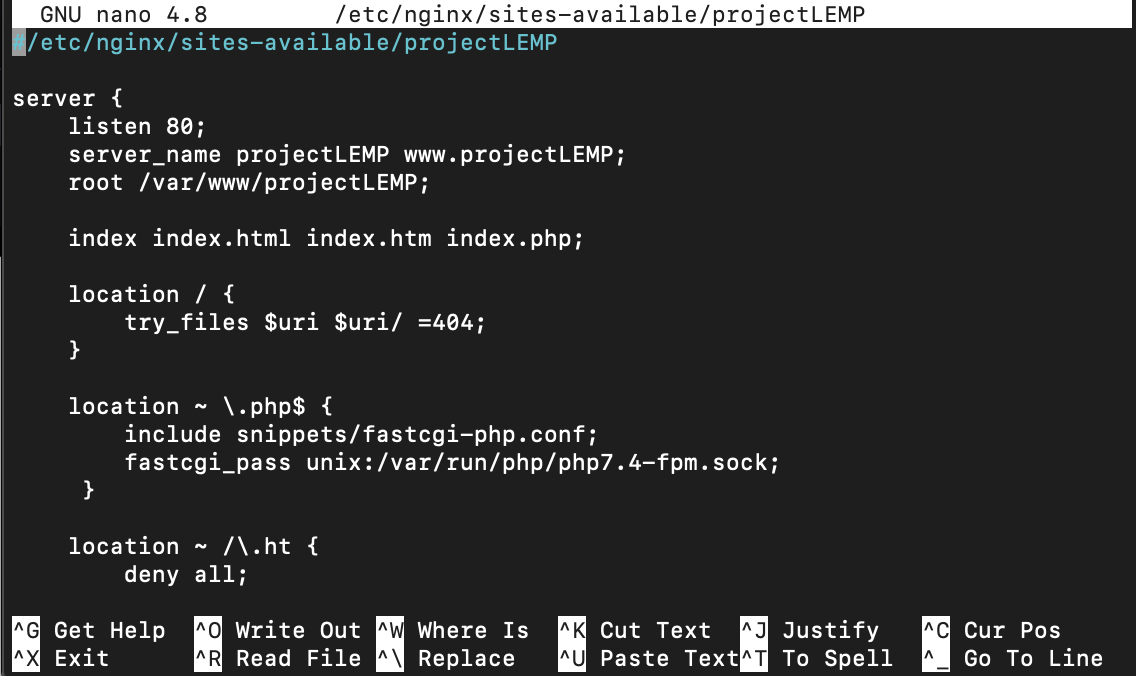 GNU nano 4.8 /etc/nginx/sites-available/projectLEMP
#/etc/nginx/sites-available/projectLEMP
server {
listen 80;
server_name projectLEMP www.projectLEMP;
root /var/www/projectLEMP;
index index.html index.htm index.php;
location / {
try_files $uri $uri/ =404;
}
location ~ \.php$ {
include snippets/fastcgi-php.conf;
fastcgi_pass unix:/var/run/php/php7.4-fpm.sock;
}
location ~ /\.ht {
deny all;
^G Get Help ^O Write Out ^W Where Is ^K Cut Text ^J Justify ^C Cur Pos
^X Exit ^R Read File ^\ Replace ^U Paste Text ^T To Spell ^_ Go To Line